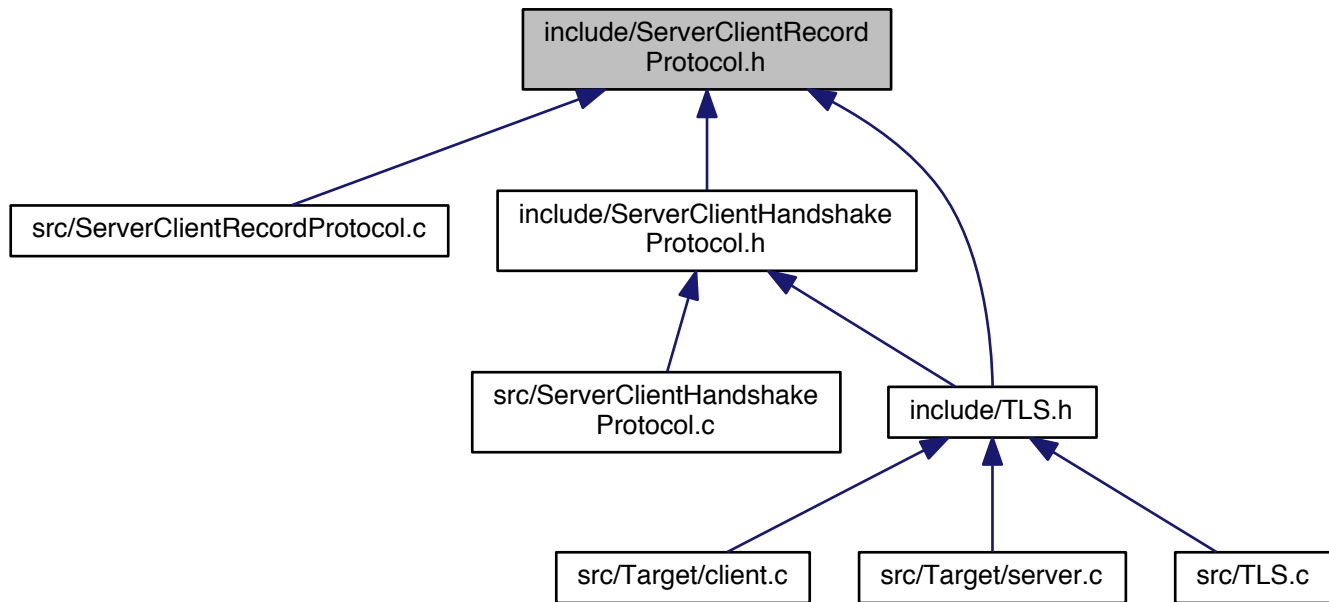 include/ServerClientRecord
Protocol.h
src/ServerClientRecordProtocol.c
include/ServerClientHandshake
Protocol.h
src/ServerClientHandshake
Protocol.c
include/TLS.h
src/Target/client.c
src/Target/server.c
src/TLS.c